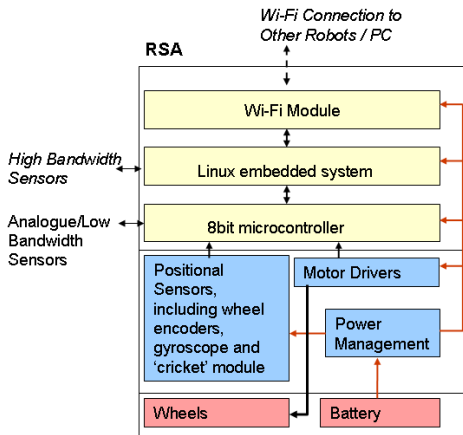 Wi-Fi Connection to
Other Robots / PC
RSA
Wi-Fi Module
High Bandwidth
Sensors
Linux embedded system
Analogue/Low
Bandwidth
Sensors
8bit microcontroller
Positional
Sensors,
including wheel
encoders,
gyroscope and
‘cricket’ module
Motor Drivers
Power
Management
Wheels
Battery